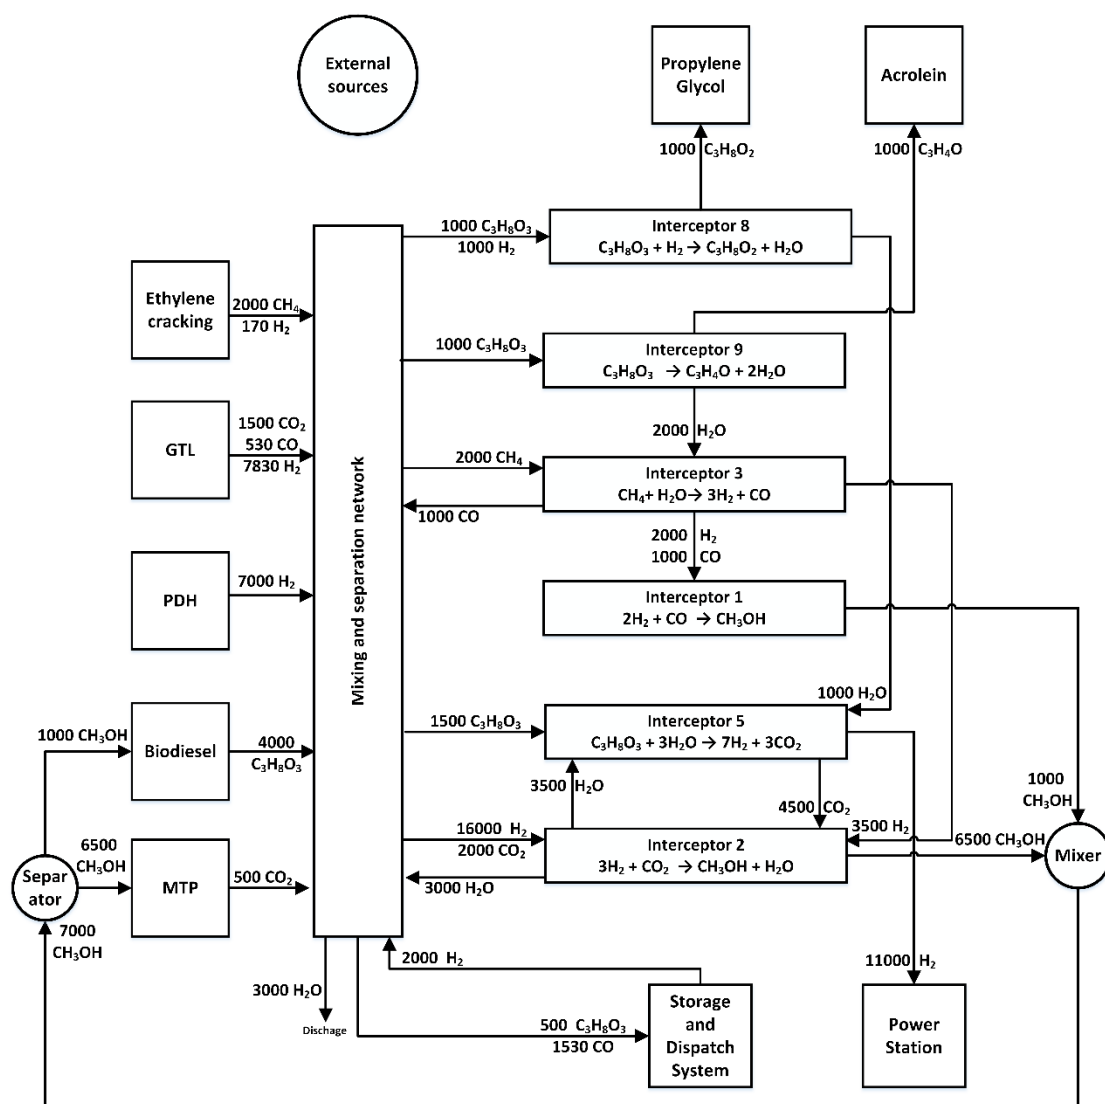 External
sources
Propylene
Glycol
Acrolein
1000 C₃H₈O₂
1000 C₃H₄O
1000 C₃H₈O₃
1000 H₂
Interceptor 8
C₃H₈O₃ + H₂ → C₃H₈O₂ + H₂O
Ethylene
cracking
2000 CH₄
170 H₂
1000 C₃H₈O₃
Interceptor 9
C₃H₈O₃ → C₃H₄O + 2H₂O
GTL
1500 CO₂
530 CO
7830 H₂
2000 H₂O
Mixing and separation network
2000 CH₄
1000 CO
Interceptor 3
CH₄+ H₂O→ 3H₂ + CO
2000 H₂
1000 CO
PDH
7000 H₂
Interceptor 1
2H₂ + CO → CH₃OH
1000 H₂O
1000 CH₃OH
Biodiesel
4000
C₃H₈O₃
1500 C₃H₈O₃
Interceptor 5
C₃H₈O₃ + 3H₂O → 7H₂ + 3CO₂
3500 H₂O
4500 CO₂
1000
CH₃OH
6500
CH₃OH
16000 H₂
2000 CO₂
Interceptor 2
3H₂ + CO₂ → CH₃OH + H₂O
3500 H₂
6500 CH₃OH
Mixer
Separ
ator
MTP
500 CO₂
3000 H₂O
7000
CH₃OH
2000 H₂
11000 H₂
3000 H₂O
Dischage
500 C₃H₈O₃
1530 CO
Storage
and
Dispatch
System
Power
Station